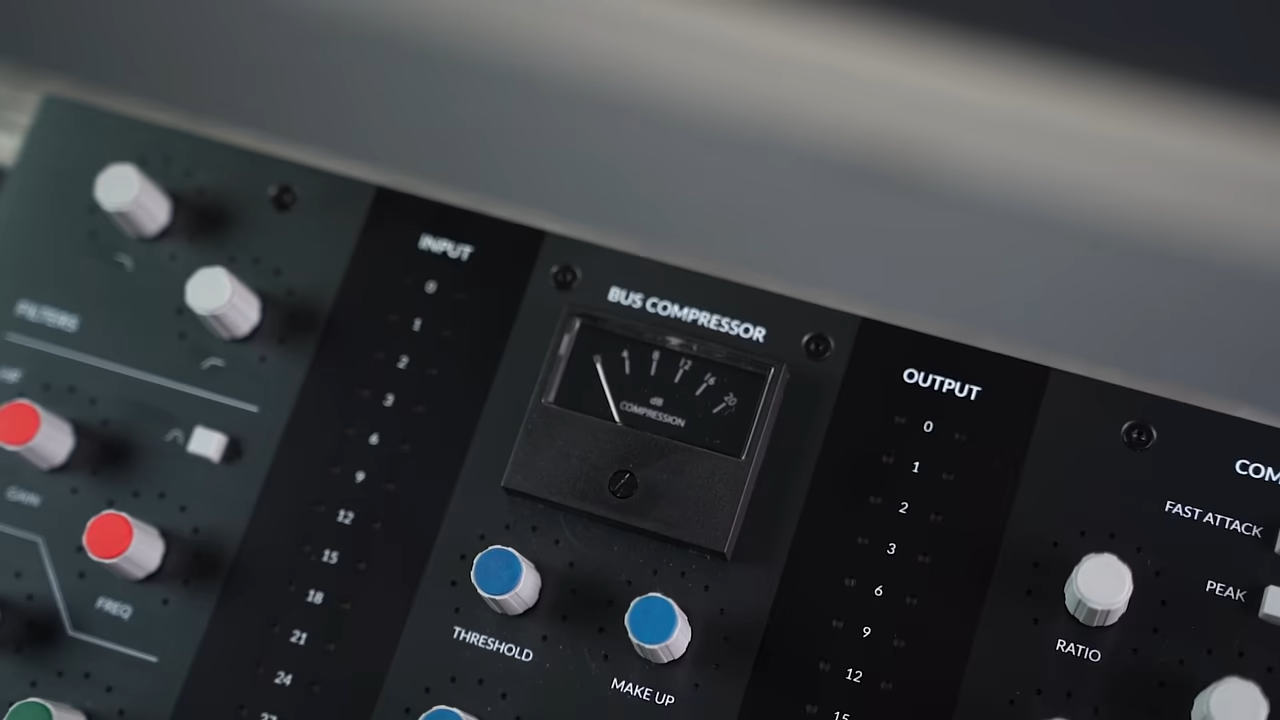 FILTERS
GAIN
FREQ
INPUT
0
1
2
3
6
9
12
15
18
21
24
BUS COMPRESSOR
4 8 12 16 20
dB
COMPRESSION
THRESHOLD
MAKE UP
OUTPUT
0
1
2
3
6
9
12
15
COM
FAST ATTACK
PEAK
RATIO